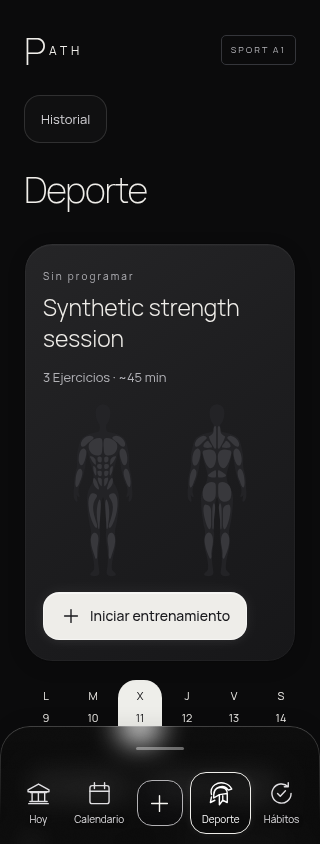 PATH
SPORT A1
Historial
Deporte
Sin programar
Synthetic strength
session
3 Ejercicios · ~45 min
Iniciar entrenamiento
L M X J V S
9 10 11 12 13 14
Hoy Calendario Deporte Hábitos